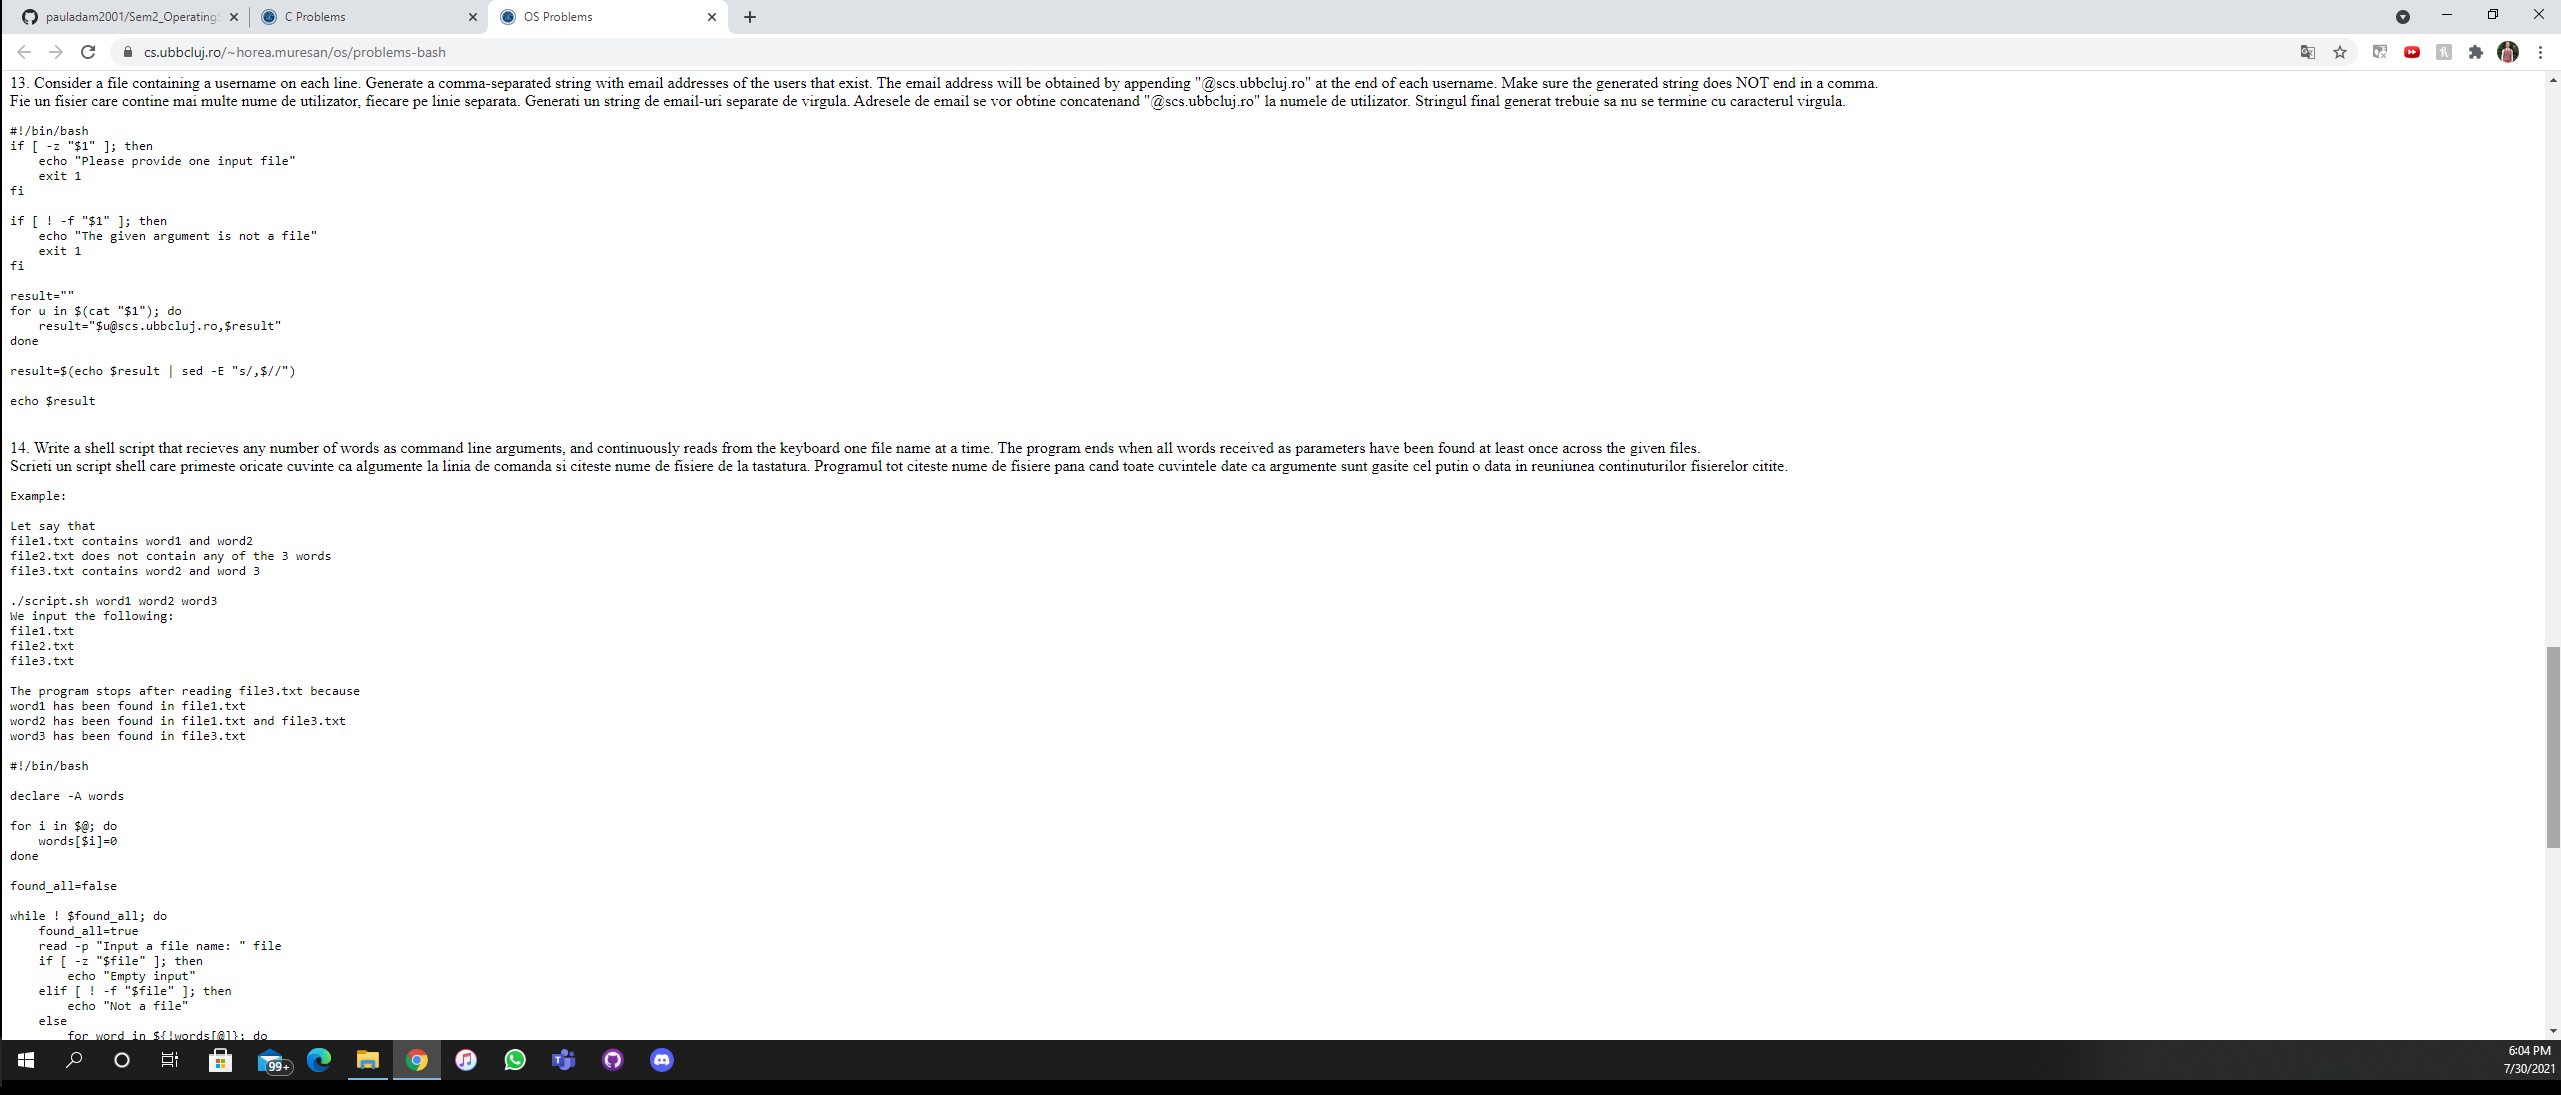 pauladam2001/Sem2_Operating
C Problems
OS Problems
cs.ubbcluj.ro/~horea.muresan/os/problems-bash
13. Consider a file containing a username on each line. Generate a comma-separated string with email addresses of the users that exist. The email address will be obtained by appending "@scs.ubbcluj.ro" at the end of each username. Make sure the generated string does NOT end in a comma.
Fie un fisier care contine mai multe nume de utilizator, fiecare pe linie separata. Generati un string de email-uri separate de virgula. Adresele de email se vor obtine concatenand "@scs.ubbcluj.ro" la numele de utilizator. Stringul final generat trebuie sa nu se termine cu caracterul virgula.
#!/bin/bash
if [ -z "$1" ]; then
    echo "Please provide one input file"
    exit 1
fi
if [ ! -f "$1" ]; then
    echo "The given argument is not a file"
    exit 1
fi
result=""
for u in $(cat "$1"); do
    result="$u@scs.ubbcluj.ro,$result"
done
result=$(echo $result | sed -E "s/,$//")
echo $result
14. Write a shell script that recieves any number of words as command line arguments, and continuously reads from the keyboard one file name at a time. The program ends when all words received as parameters have been found at least once across the given files.
Scrieti un script shell care primeste oricate cuvinte ca algumente la linia de comanda si citeste nume de fisiere de la tastatura. Programul tot citeste nume de fisiere pana cand toate cuvintele date ca argumente sunt gasite cel putin o data in reuniunea continuturilor fisierelor citite.
Example:
Let say that
file1.txt contains word1 and word2
file2.txt does not contain any of the 3 words
file3.txt contains word2 and word 3
./script.sh word1 word2 word3
We input the following:
file1.txt
file2.txt
file3.txt
The program stops after reading file3.txt because
word1 has been found in file1.txt
word2 has been found in file1.txt and file3.txt
word3 has been found in file3.txt
#!/bin/bash
declare -A words
for i in $@; do
    words[$i]=0
done
found_all=false
while ! $found_all; do
    found_all=true
    read -p "Input a file name: " file
    if [ -z "$file" ]; then
        echo "Empty input"
    elif [ ! -f "$file" ]; then
        echo "Not a file"
    else
        for word in ${!words[@]}; do
99+
6:04 PM
7/30/2021